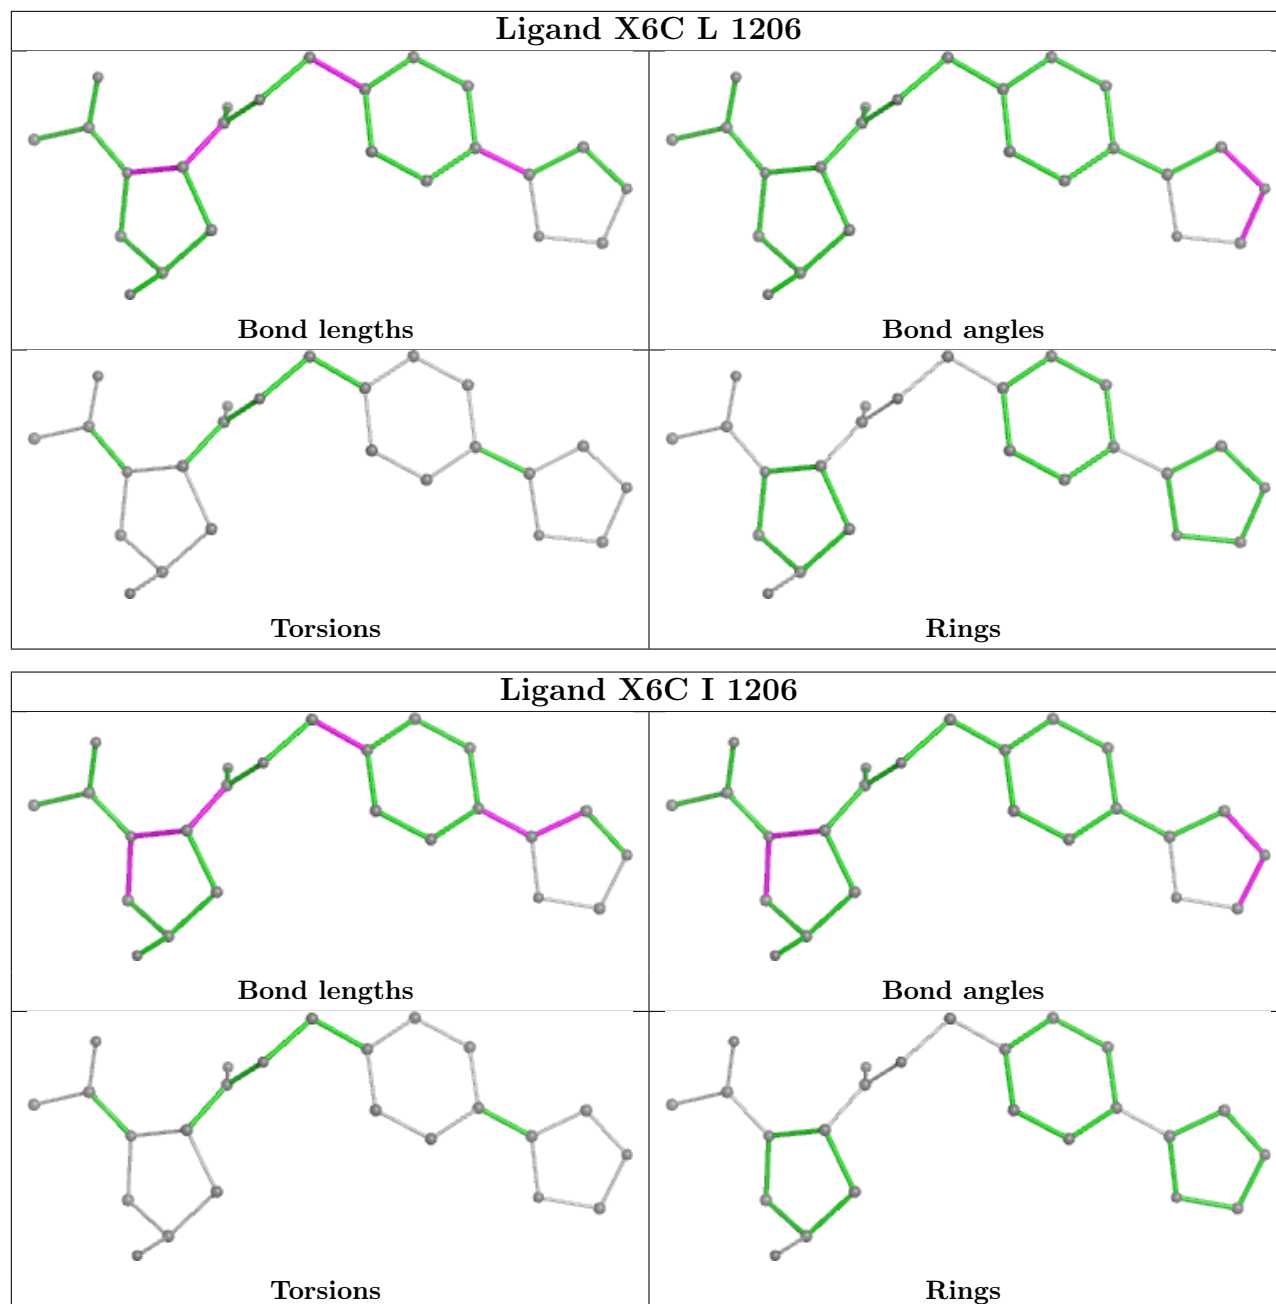 Ligand X6C L 1206
Bond lengths
Bond angles
Torsions
Rings
Ligand X6C I 1206
Bond lengths
Bond angles
Torsions
Rings